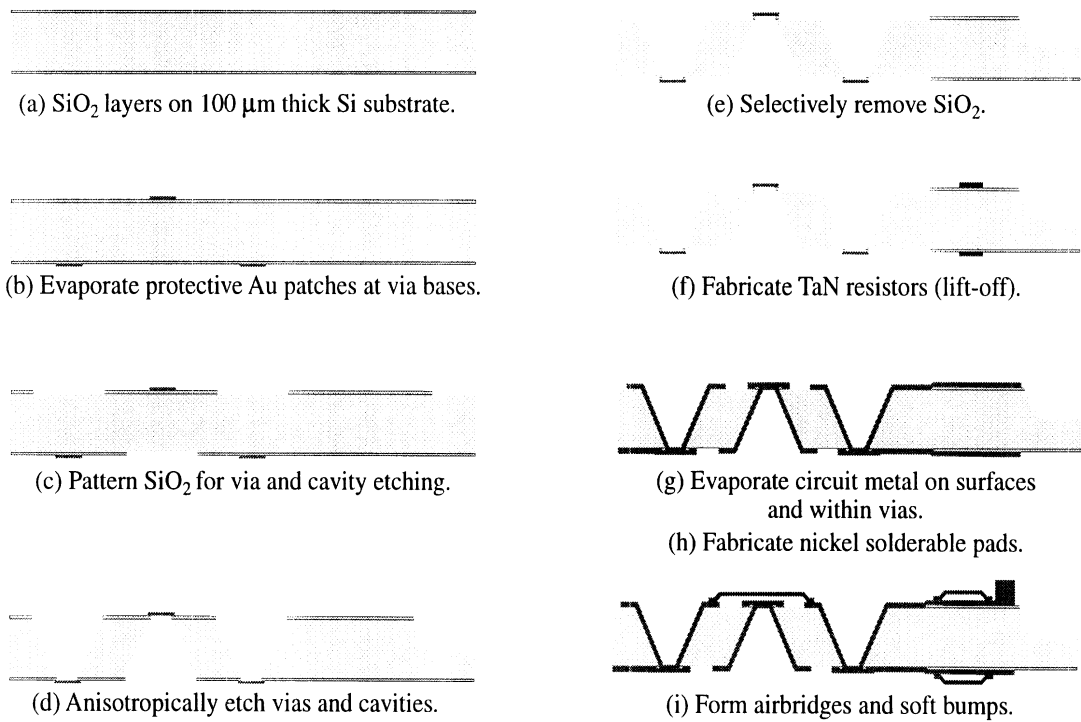 (a) SiO₂ layers on 100 µm thick Si substrate.
(b) Evaporate protective Au patches at via bases.
(c) Pattern SiO₂ for via and cavity etching.
(d) Anisotropically etch vias and cavities.
(e) Selectively remove SiO₂.
(f) Fabricate TaN resistors (lift-off).
(g) Evaporate circuit metal on surfaces
and within vias.
(h) Fabricate nickel solderable pads.
(i) Form airbridges and soft bumps.